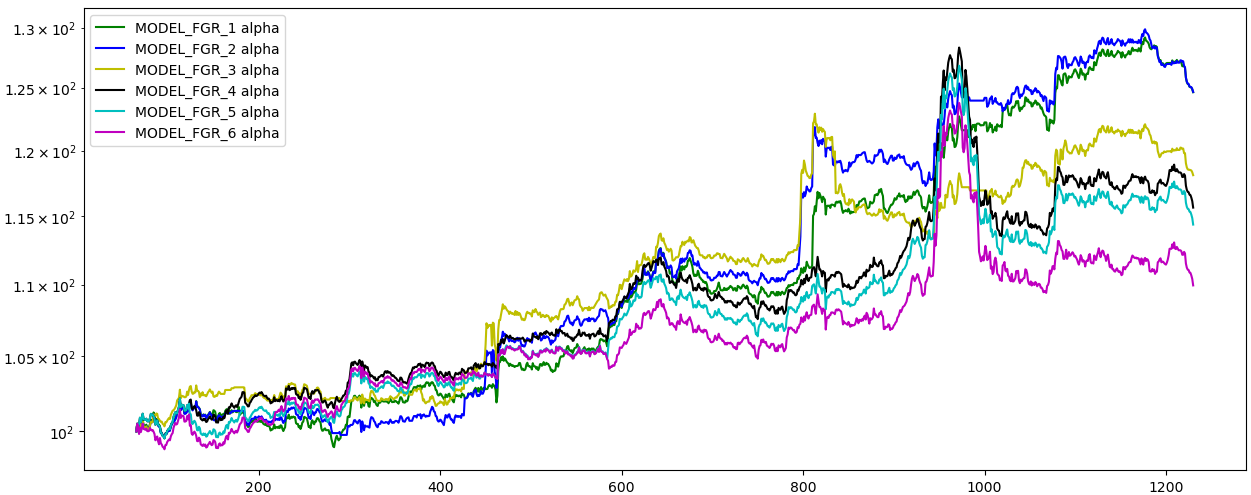 MODEL_FGR_1 alpha
MODEL_FGR_2 alpha
MODEL_FGR_3 alpha
MODEL_FGR_4 alpha
MODEL_FGR_5 alpha
MODEL_FGR_6 alpha
1.3 × 10²
1.25 × 10²
1.2 × 10²
1.15 × 10²
1.1 × 10²
1.05 × 10²
10²
200 400 600 800 1000 1200